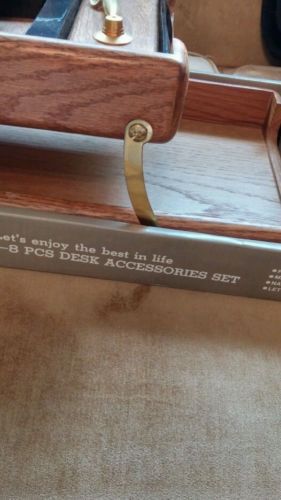 Let's enjoy the best in life
-8 PCS DESK ACCESSORIES SET